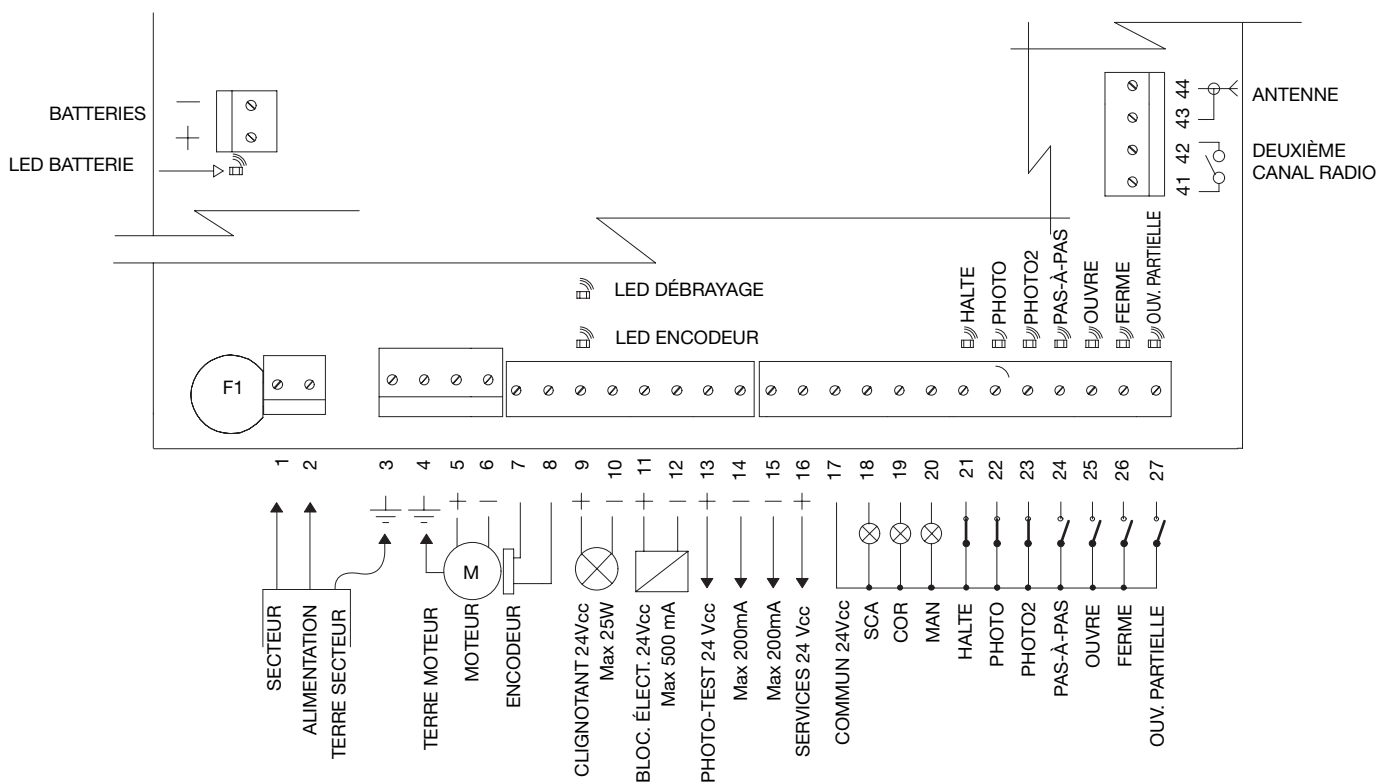 BATTERIES
LED BATTERIE
44
43
42
41
ANTENNE
DEUXIÈME
CANAL RADIO
LED DÉBRAYAGE
LED ENCODEUR
HALTE
PHOTO
PHOTO2
PAS-À-PAS
OUVRE
FERME
OUV. PARTIELLE
F1
1
2
3
4
5
6
7
8
9
10
11
12
13
14
15
16
17
18
19
20
21
22
23
24
25
26
27
M
SECTEUR
ALIMENTATION
TERRE SECTEUR
TERRE MOTEUR
MOTEUR
ENCODEUR
CLIGNOTANT 24Vcc
Max 25W
BLOC. ÉLECT. 24Vcc
Max 500 mA
PHOTO-TEST 24 Vcc
Max 200mA
Max 200mA
SERVICES 24 Vcc
COMMUN 24Vcc
SCA
COR
MAN
HALTE
PHOTO
PHOTO2
PAS-À-PAS
OUVRE
FERME
OUV. PARTIELLE